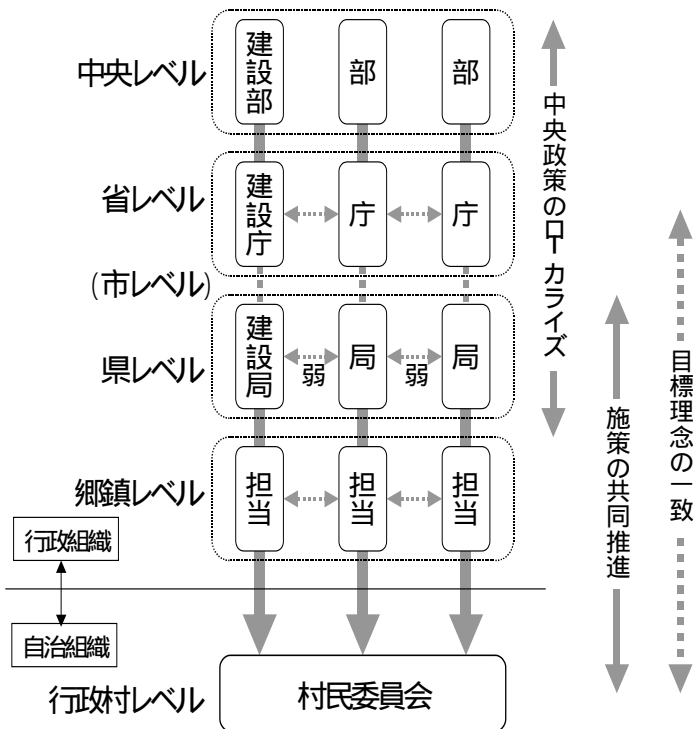 中央レベル
建設部
部
部
省レベル
建設庁
庁
庁
(市レベル)
県レベル
建設局
弱
局
弱
局
郷鎮レベル
担当
担当
担当
行政組織
自治組織
行政村レベル
村民委員会
中央政策のローカライズ
施策の共同推進
目標理念の一致